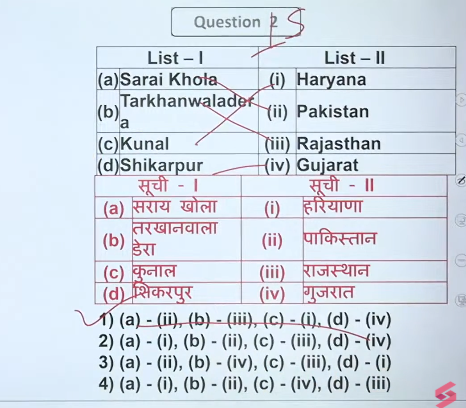 Question 2
15
List – I List – II
(a) Sarai Khola (i) Haryana
(b) Tarkhanwalader (ii) Pakistan
a
(c) Kunal (iii) Rajasthan
(d) Shikarpur (iv) Gujarat
सूची - I सूची - II
(a) सराय खोला (i) हरियाणा
(b) तरखानवाला (ii) पाकिस्तान
डेरा
(c) कुनाल (iii) राजस्थान
(d) शिकरपुर (iv) गुजरात
1) (a) - (ii), (b) - (iii), (c) - (i), (d) - (iv)
2) (a) - (i), (b) - (ii), (c) - (iii), (d) - (iv)
3) (a) - (ii), (b) - (iv), (c) - (iii), (d) - (i)
4) (a) - (i), (b) - (ii), (c) - (iv), (d) - (iii)